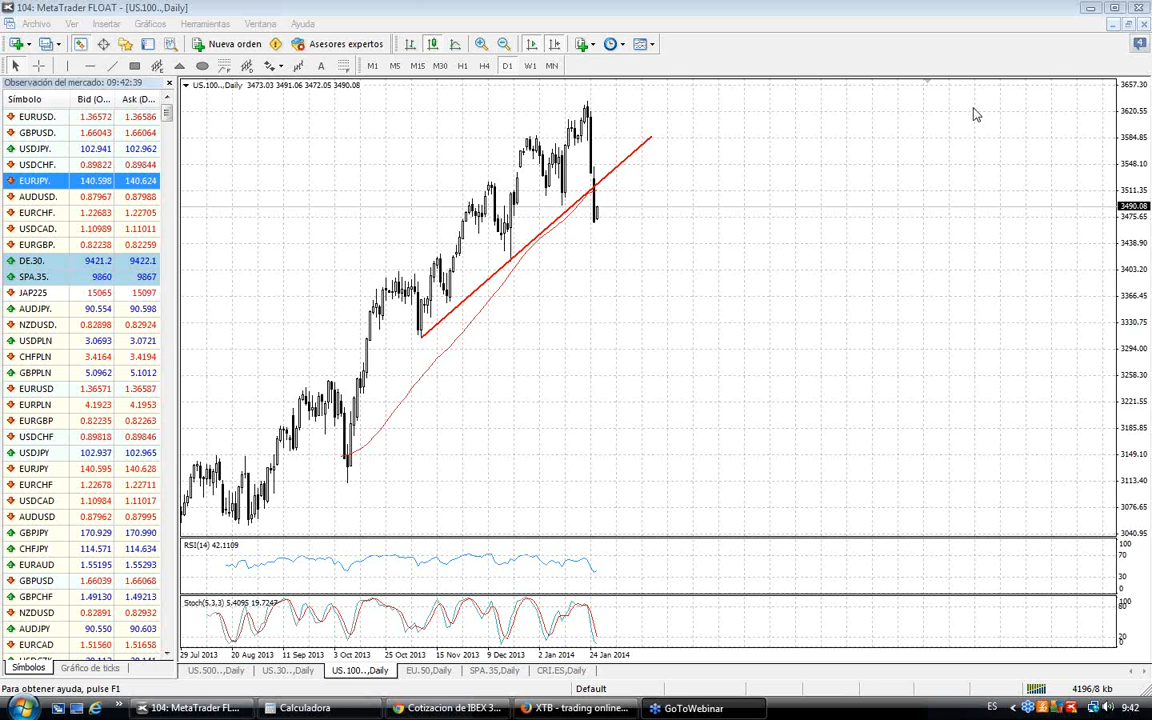 104: MetaTrader FLOAT - [US.100..,Daily]
Archivo Ver Insertar Gráficos Herramientas Ventana Ayuda
Nueva orden Asesores expertos 4
A M1 M5 M15 M30 H1 H4 D1 W1 MN
Observación del mercado: 09:42:39
Símbolo Bid (O... Ask (D...
EURUSD. 1.36572 1.36586
GBPUSD. 1.66043 1.66064
USDJPY. 102.941 102.962
USDCHF. 0.89822 0.89844
EURJPY. 140.598 140.624
AUDUSD. 0.87967 0.87988
EURCHF. 1.22683 1.22705
USDCAD. 1.10989 1.11011
EURGBP. 0.82238 0.82259
DE.30. 9421.2 9422.1
SPA.35. 9860 9867
JAP225 15065 15097
AUDJPY. 90.554 90.598
NZDUSD. 0.82898 0.82924
USDPLN 3.0693 3.0721
CHFPLN 3.4164 3.4194
GBPPLN 5.0962 5.1012
EURUSD 1.36571 1.36587
EURPLN 4.1923 4.1953
EURGBP 0.82235 0.82263
USDCHF 0.89818 0.89846
USDJPY 102.937 102.965
EURJPY 140.595 140.628
EURCHF 1.22678 1.22711
USDCAD 1.10984 1.11017
AUDUSD 0.87962 0.87995
GBPJPY 170.929 170.990
CHFJPY 114.571 114.634
EURAUD 1.55195 1.55293
GBPUSD 1.66039 1.66068
GBPCHF 1.49130 1.49213
NZDUSD 0.82891 0.82932
AUDJPY 90.550 90.603
EURCAD 1.51560 1.51658
Símbolos Gráfico de ticks
US.100..,Daily 3473.03 3491.06 3472.05 3490.08
3657.30
3620.55
3584.85
3548.10
3511.35
3490.08
3475.65
3438.90
3403.20
3366.45
3330.75
3294.00
3258.30
3221.55
3185.85
3149.10
3113.40
3076.65
3040.95
RSI(14) 42.1109
100
70
30
0
Stoch(5,3,3) 5.4095 19.7247
100
80
20
0
29 Jul 2013 20 Aug 2013 11 Sep 2013 3 Oct 2013 25 Oct 2013 15 Nov 2013 9 Dec 2013 2 Jan 2014 24 Jan 2014
US.500..,Daily US.30..,Daily US.100..,Daily EU.50,Daily SPA.35,Daily CRI.ES,Daily
Para obtener ayuda, pulse F1 Default 4196/8 kb
104: MetaTrader FL... Calculadora Cotizacion de IBEX 3... XTB - trading online... GoToWebinar ES 9:42